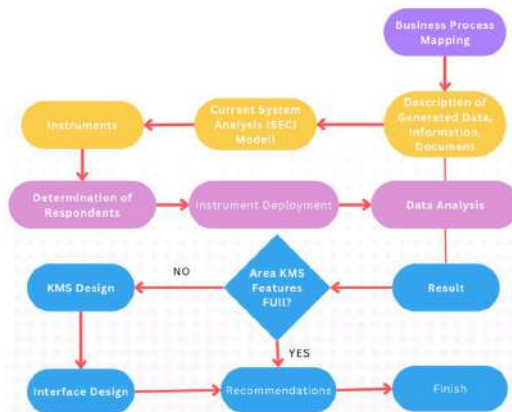 Business Process
Mapping
Instruments
Current System
Analysis (SECI
Model)
Description of
Generated Data,
Information,
Document
Determination of
Respondents
Instrument Deployment
Data Analysis
KMS Design
NO
Area KMS
Features
FUll?
Result
YES
Interface Design
Recommendations
Finish